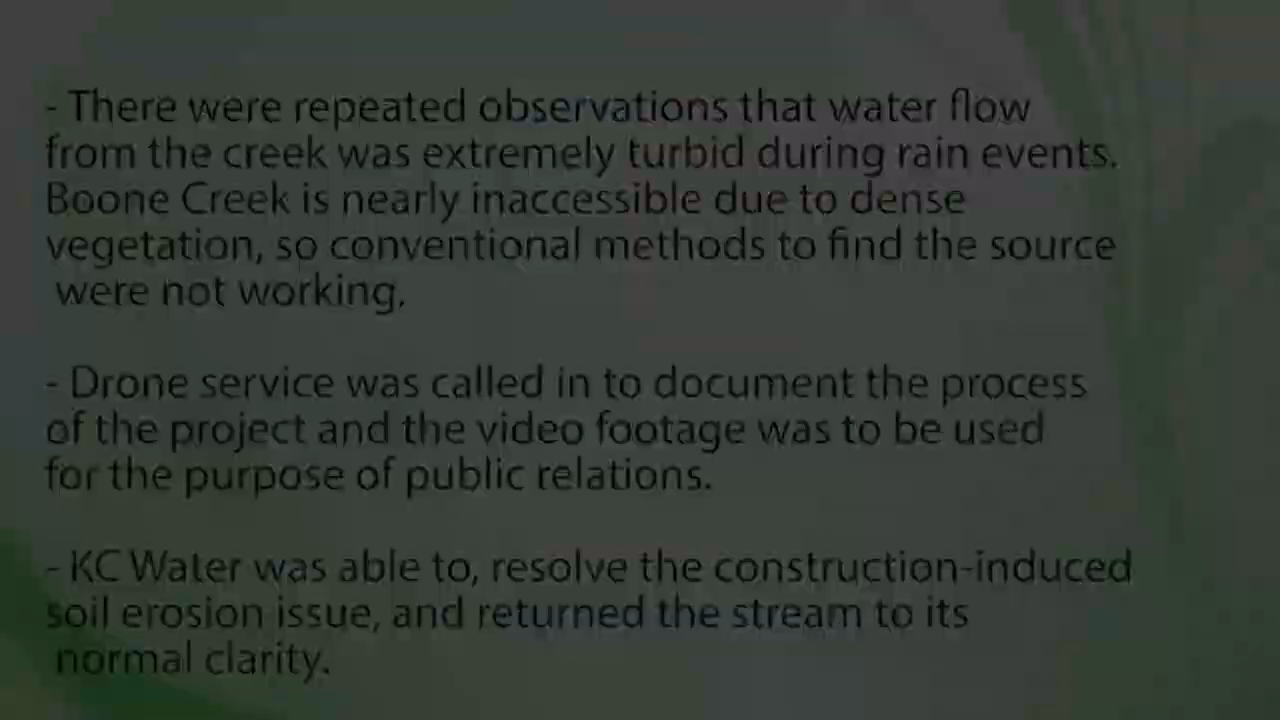 - There were repeated observations that water flow
from the creek was extremely turbid during rain events.
Boone Creek is nearly inaccessible due to dense
vegetation, so conventional methods to find the source
were not working.
- Drone service was called in to document the process
of the project and the video footage was to be used
for the purpose of public relations.
- KC Water was able to, resolve the construction-induced
soil erosion issue, and returned the stream to its
normal clarity.